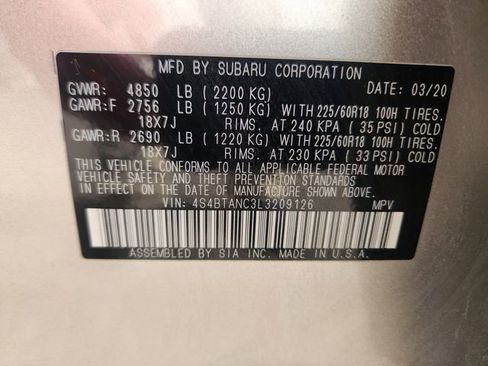 MFD BY SUBARU CORPORATION
GVWR: 4850 LB (2200 KG) DATE: 03/20
GAWR:F 2756 LB (1250 KG) WITH 225/60R18 100H TIRES.
18X7J RIMS. AT 240 KPA (35 PSI) COLD
GAWR:R 2690 LB (1220 KG) WITH 225/60R18 100H TIRES.
18X7J RIMS. AT 230 KPA (33 PSI) COLD
THIS VEHICLE CONFORMS TO ALL APPLICABLE FEDERAL MOTOR
VEHICLE SAFETY, BUMPER, AND THEFT PREVENTION STANDARDS
IN EFFECT ON THE DATE OF MANUFACTURE SHOWN ABOVE.
VIN: 4S4BTANC3L3209126 MPV
ASSEMBLED BY SIA INC. MADE IN U.S.A.